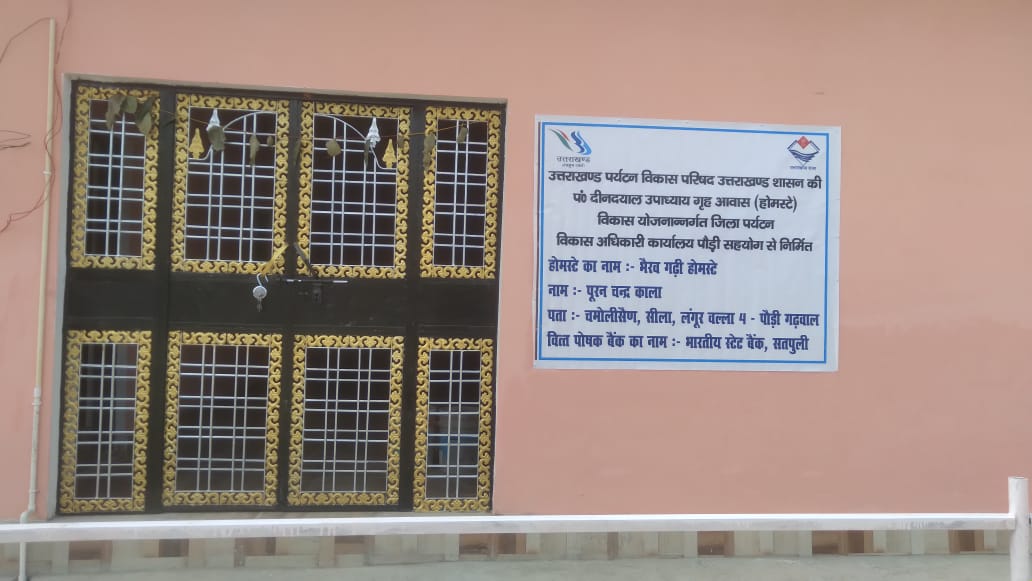 उत्तराखण्ड
उत्तराखण्ड पर्यटन विकास परिषद उत्तराखण्ड शासन की
पं० दीनदयाल उपाध्याय गृह आवास (होमस्टे)
विकास योजनान्तर्गत जिला पर्यटन
विकास अधिकारी कार्यालय पौड़ी सहयोग से निर्मित
होमस्टे का नाम :- भैरव गढ़ी होमस्टे
नाम :- पूरन चन्द्र काला
पता :- चमोलीसैण, सीला, लंगूर वल्ला 4 - पौड़ी गढ़वाल
वित्त पोषक बैंक का नाम :- भारतीय स्टेट बैंक, सतपुली